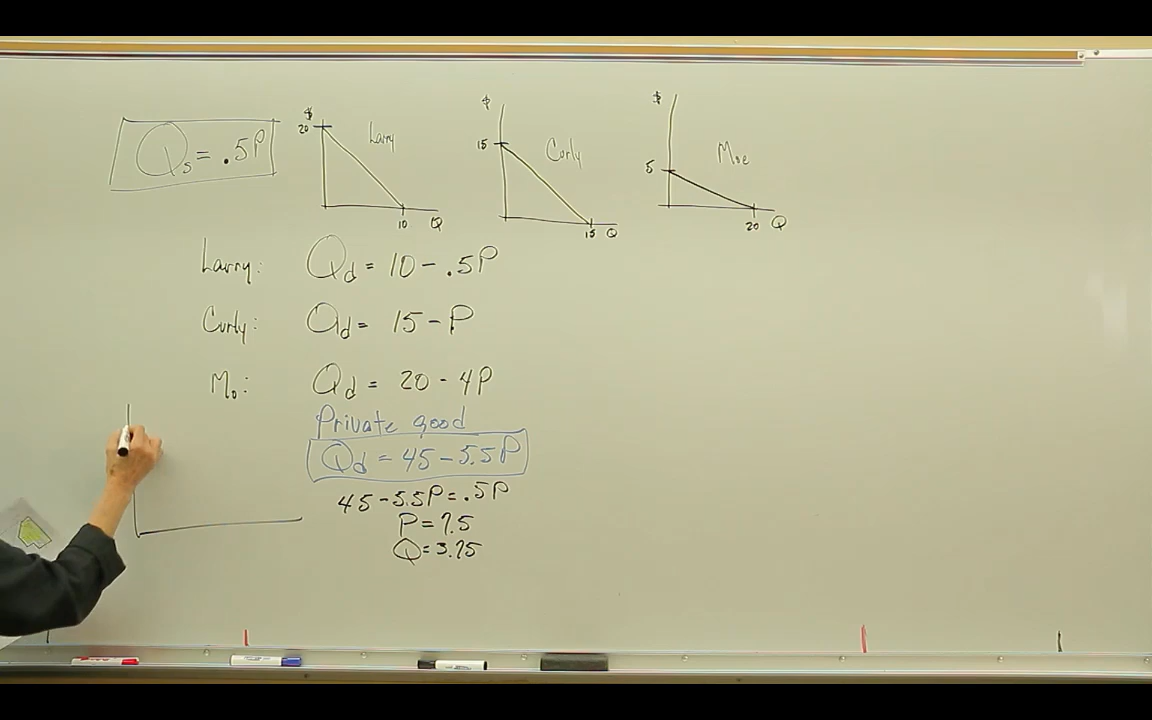 Qs = .5P
$
20
Larry
10
Q
$
15
Curly
15
Q
$
5
Moe
20
Q
Larry: Qd = 10 - .5P
Curly: Qd = 15 - P
Mo: Qd = 20 - 4P
Private good
Qd = 45 - 5.5P
45 - 5.5P = .5P
P = 7.5
Q = 3.75